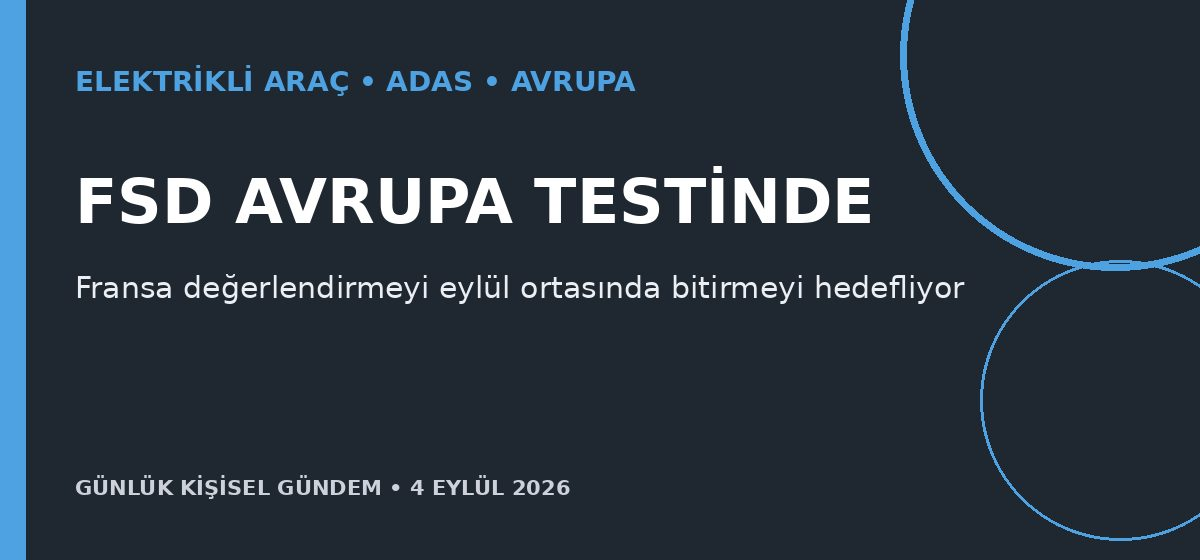 ELEKTRİKLİ ARAÇ • ADAS • AVRUPA
FSD AVRUPA TESTİNDE
Fransa değerlendirmeyi eylül ortasında bitirmeyi hedefliyor
GÜNLÜK KİŞİSEL GÜNDEM • 4 EYLÜL 2026